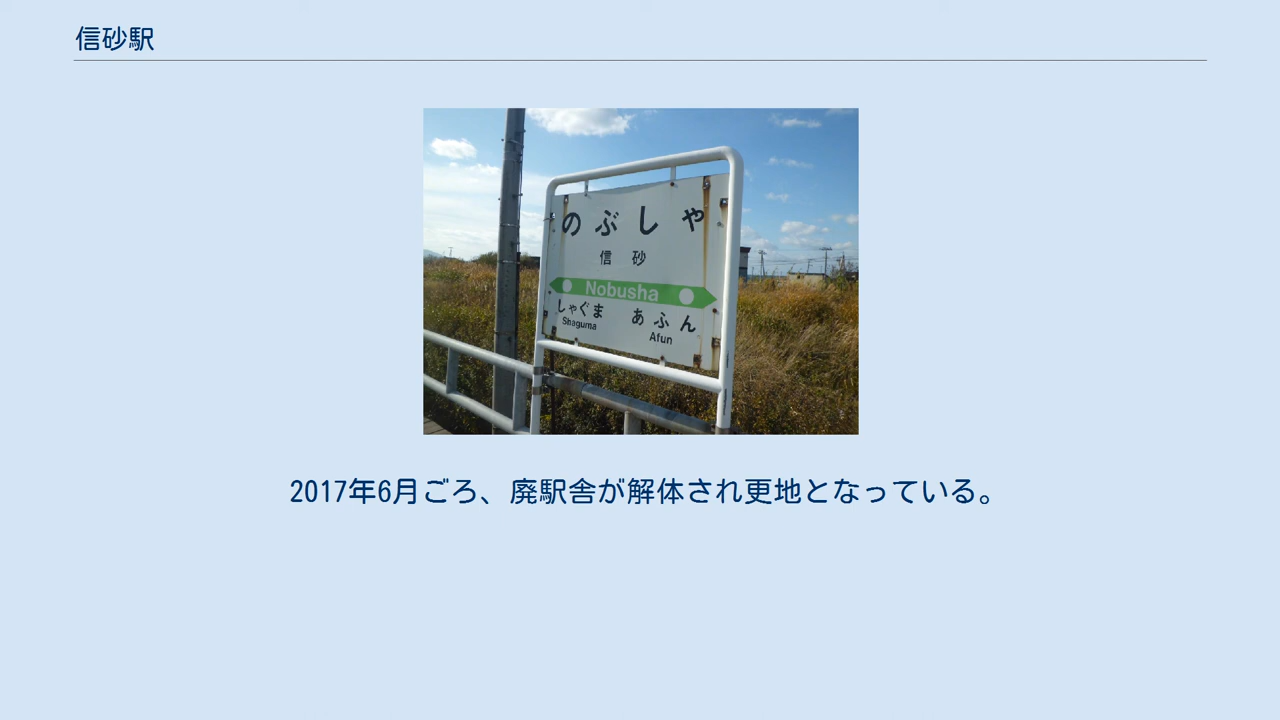 信砂駅
のぶしゃ
信砂
Nobusha
しゃぐま あふん
Shaguma Afun
2017年6月ごろ、廃駅舎が解体され更地となっている。